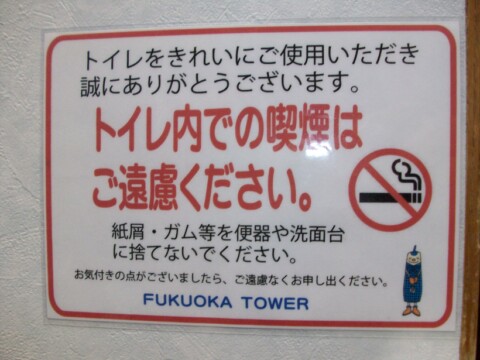 トイレをきれいにご使用いただき
誠にありがとうございます。
トイレ内での喫煙は
ご遠慮ください。
紙屑・ガム等を便器や洗面台
に捨てないでください。
お気付きの点がございましたら、ご遠慮なくお申し出ください。
FUKUOKA TOWER